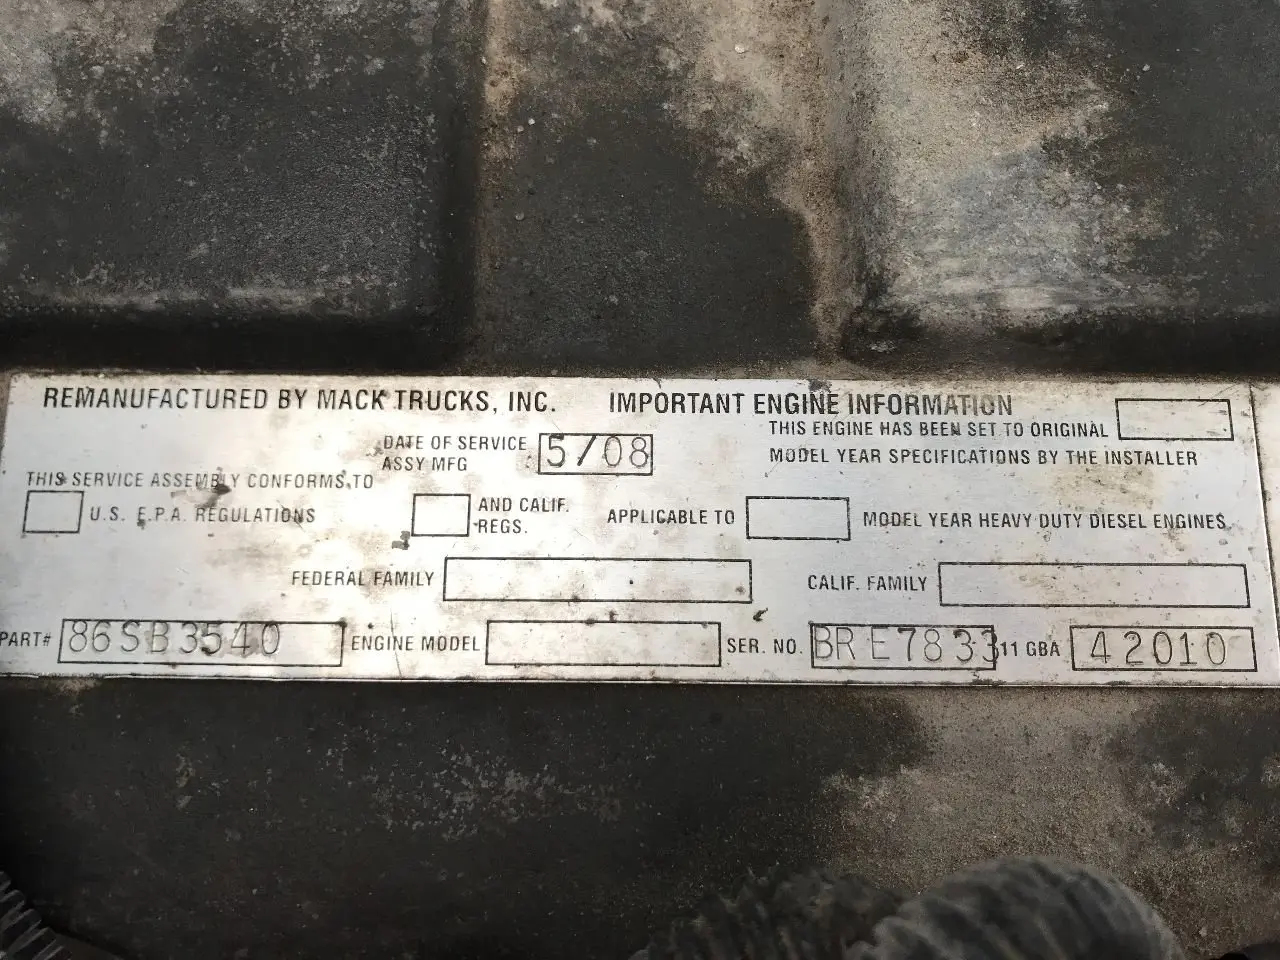 REMANUFACTURED BY MACK TRUCKS, INC. IMPORTANT ENGINE INFORMATION
DATE OF SERVICE ASSY MFG 5/08
THIS ENGINE HAS BEEN SET TO ORIGINAL
MODEL YEAR SPECIFICATIONS BY THE INSTALLER
THIS SERVICE ASSEMBLY CONFORMS TO
U.S. E.P.A. REGULATIONS AND CALIF. REGS. APPLICABLE TO MODEL YEAR HEAVY DUTY DIESEL ENGINES.
FEDERAL FAMILY CALIF. FAMILY
PART# 86SB3540 ENGINE MODEL SER. NO. BRE7833 11 GBA 42010